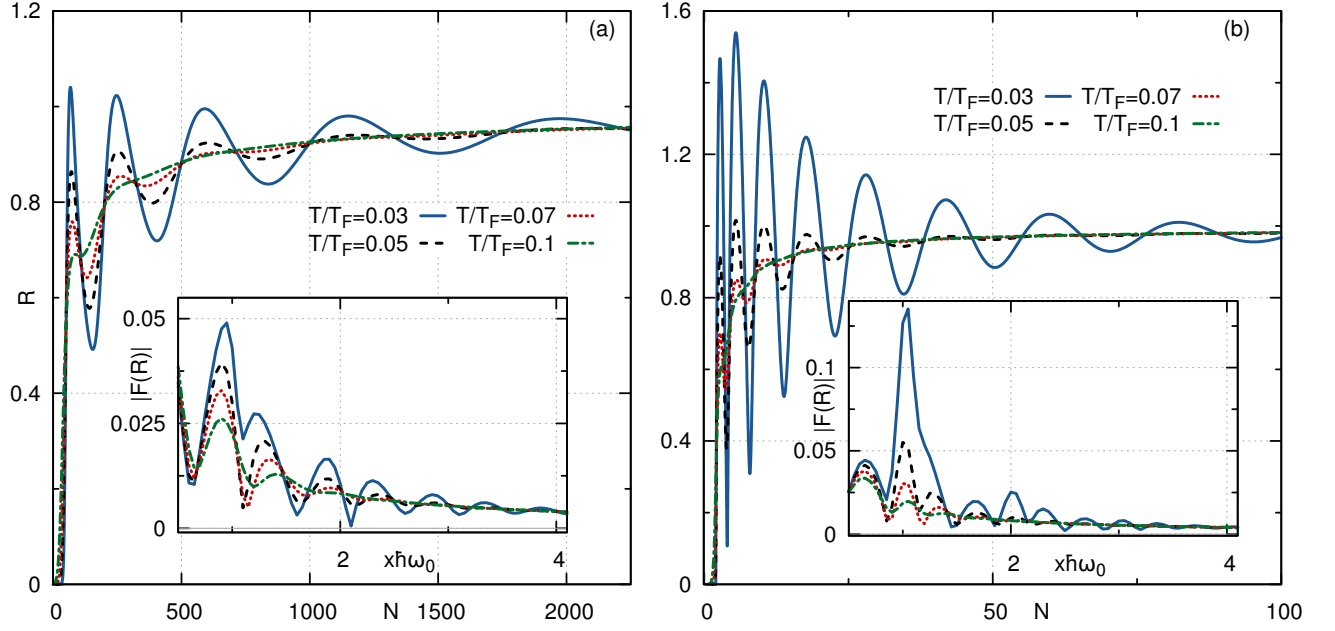 1.2
(a)
R
0.8
T/T_F=0.03 T/T_F=0.07
T/T_F=0.05 T/T_F=0.1
0.4
0
0 500 1000 N 1500 2000
|F(R)|
0.05
0.025
0
2 xħω₀ 4
1.6
(b)
T/T_F=0.03 T/T_F=0.07
T/T_F=0.05 T/T_F=0.1
1.2
0.8
0.4
0
0 50 N 100
|F(R)|
0.1
0.05
0
2 xħω₀ 4